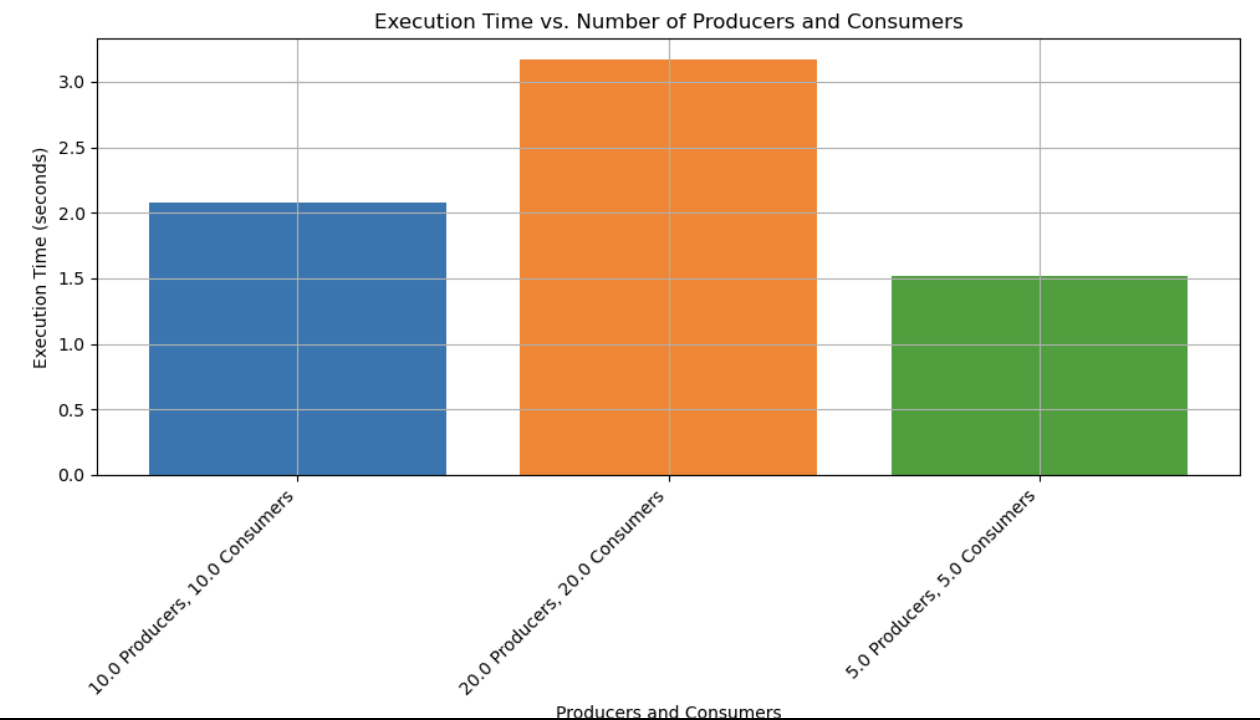 Execution Time vs. Number of Producers and Consumers
Execution Time (seconds)
3.0
2.5
2.0
1.5
1.0
0.5
0.0
10.0 Producers, 10.0 Consumers
20.0 Producers, 20.0 Consumers
5.0 Producers, 5.0 Consumers
Producers and Consumers